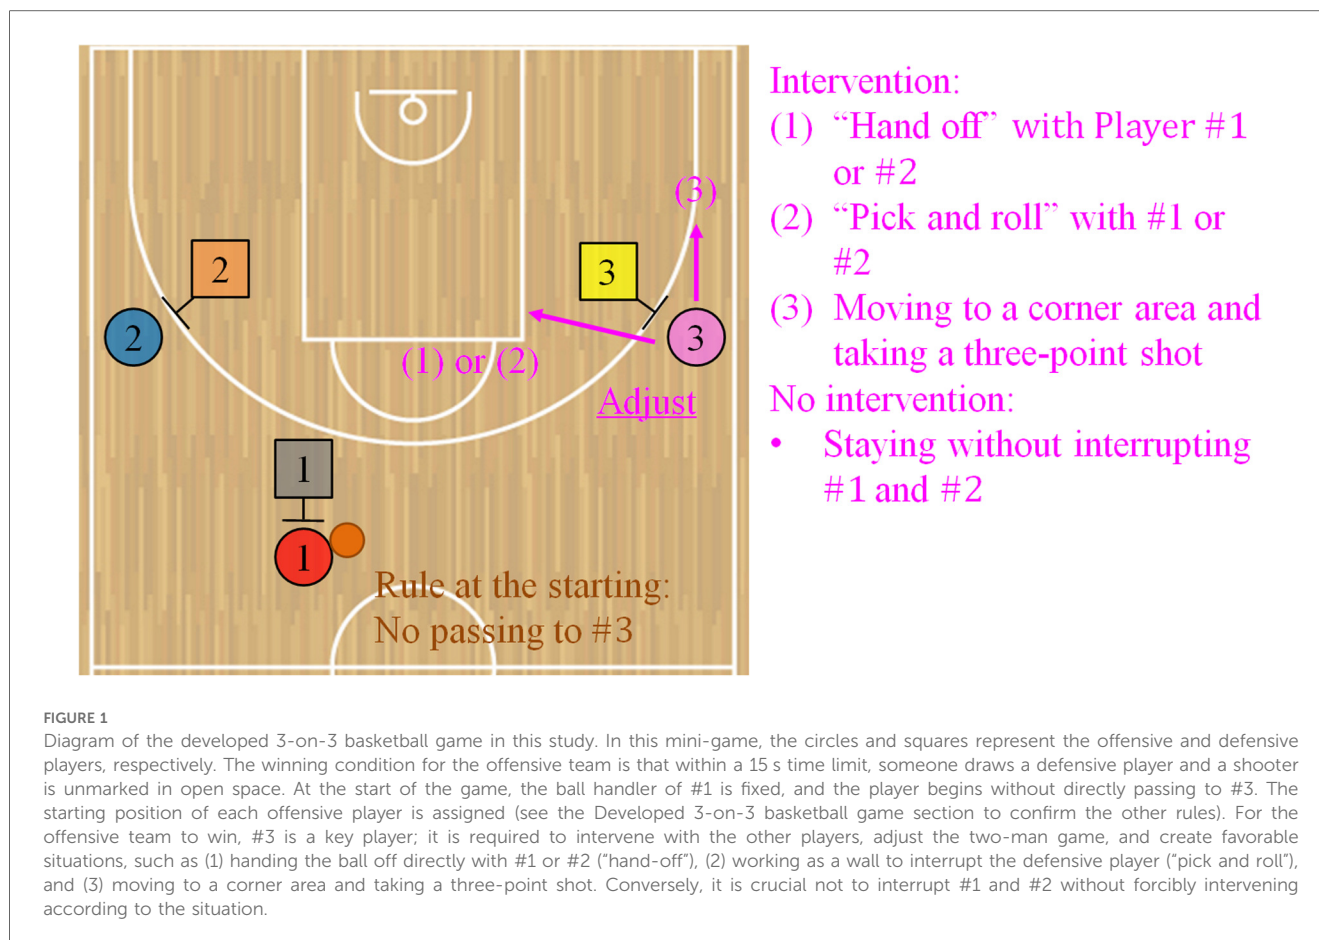 Intervention:
(1) “Hand off” with Player #1
or #2
(2) “Pick and roll” with #1 or
#2
(3) Moving to a corner area and
taking a three-point shot
No intervention:
• Staying without interrupting
#1 and #2
(3)
2
3
2
3
(1) or (2)
Adjust
1
1
Rule at the starting:
No passing to #3
FIGURE 1
Diagram of the developed 3-on-3 basketball game in this study. In this mini-game, the circles and squares represent the offensive and defensive
players, respectively. The winning condition for the offensive team is that within a 15 s time limit, someone draws a defensive player and a shooter
is unmarked in open space. At the start of the game, the ball handler of #1 is fixed, and the player begins without directly passing to #3. The
starting position of each offensive player is assigned (see the Developed 3-on-3 basketball game section to confirm the other rules). For the
offensive team to win, #3 is a key player; it is required to intervene with the other players, adjust the two-man game, and create favorable
situations, such as (1) handing the ball off directly with #1 or #2 (“hand-off”), (2) working as a wall to interrupt the defensive player (“pick and roll”),
and (3) moving to a corner area and taking a three-point shot. Conversely, it is crucial not to interrupt #1 and #2 without forcibly intervening
according to the situation.